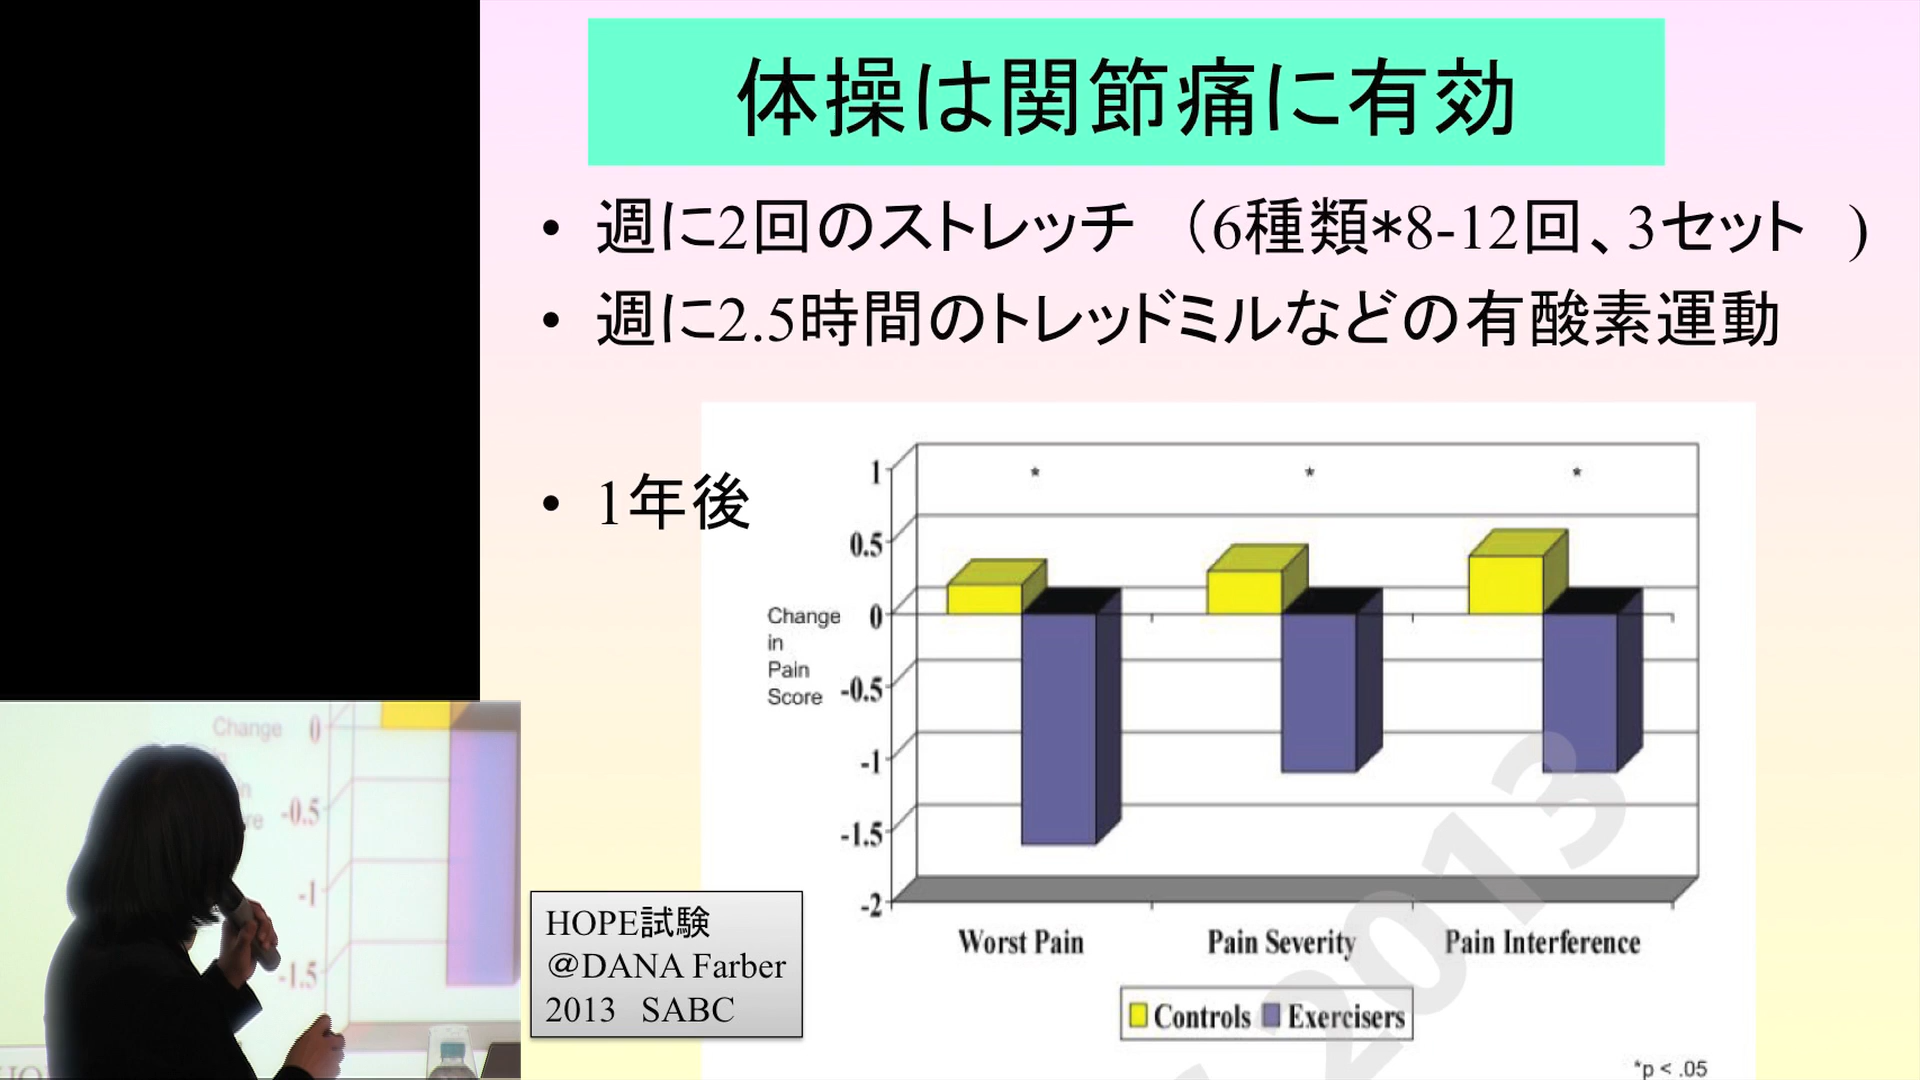 体操は関節痛に有効
• 週に2回のストレッチ （6種類*8-12回、3セット )
• 週に2.5時間のトレッドミルなどの有酸素運動
• 1年後
* * *
1
0.5
0
-0.5
-1
-1.5
-2
Change
in
Pain
Score
Worst Pain Pain Severity Pain Interference
Controls Exercisers
*p < .05
2013
HOPE試験
@DANA Farber
2013 SABC
Change
0
-0.5
-1
-1.5